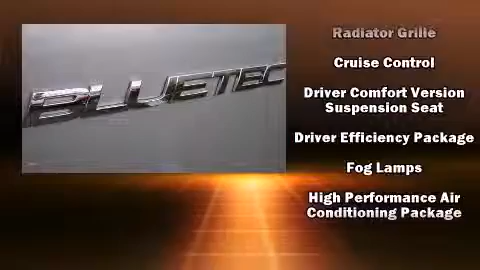 BLUETEC
Radiator Grille
Cruise Control
Driver Comfort Version
Suspension Seat
Driver Efficiency Package
Fog Lamps
High Performance Air
Conditioning Package